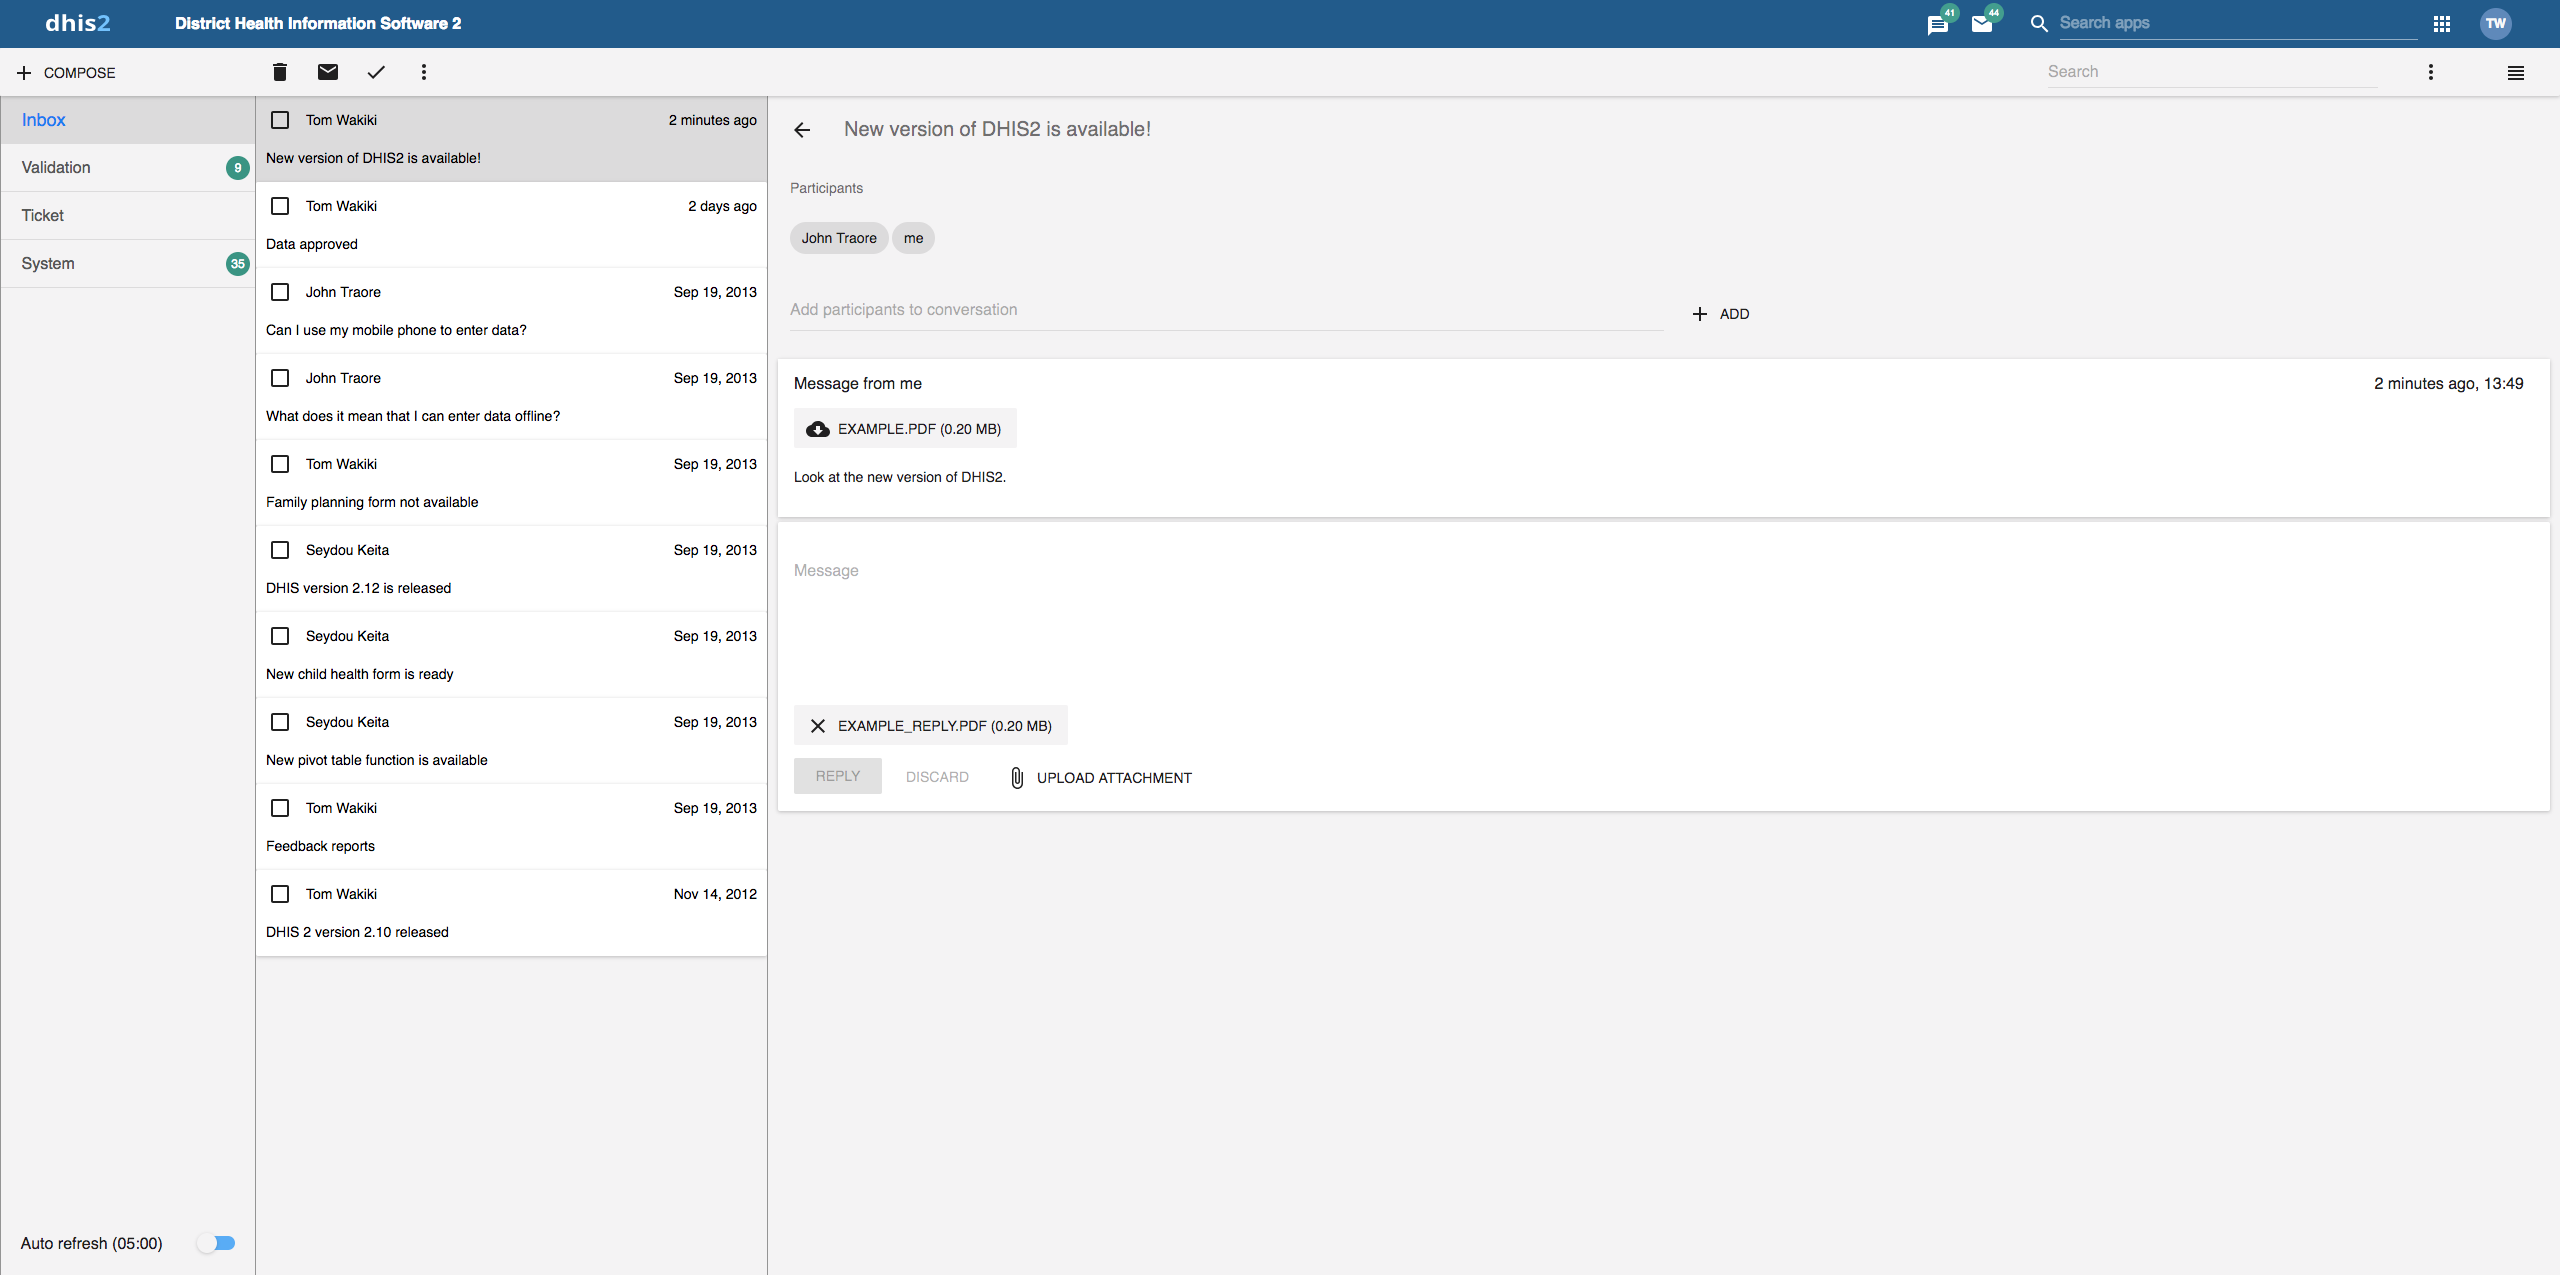 dhis2
District Health Information Software 2
41
44
Search apps
TW
COMPOSE
Search
Inbox
Validation
9
Ticket
System
35
Auto refresh (05:00)
Tom Wakiki
2 minutes ago
New version of DHIS2 is available!
Tom Wakiki
2 days ago
Data approved
John Traore
Sep 19, 2013
Can I use my mobile phone to enter data?
John Traore
Sep 19, 2013
What does it mean that I can enter data offline?
Tom Wakiki
Sep 19, 2013
Family planning form not available
Seydou Keita
Sep 19, 2013
DHIS version 2.12 is released
Seydou Keita
Sep 19, 2013
New child health form is ready
Seydou Keita
Sep 19, 2013
New pivot table function is available
Tom Wakiki
Sep 19, 2013
Feedback reports
Tom Wakiki
Nov 14, 2012
DHIS 2 version 2.10 released
New version of DHIS2 is available!
Participants
John Traore
me
Add participants to conversation
ADD
Message from me
2 minutes ago, 13:49
EXAMPLE.PDF (0.20 MB)
Look at the new version of DHIS2.
Message
EXAMPLE_REPLY.PDF (0.20 MB)
REPLY
DISCARD
UPLOAD ATTACHMENT